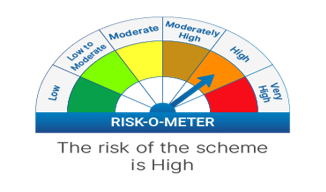 Low
Low to
Moderate
Moderate
Moderately
High
High
Very
High
RISK-O-METER
The risk of the scheme
is High